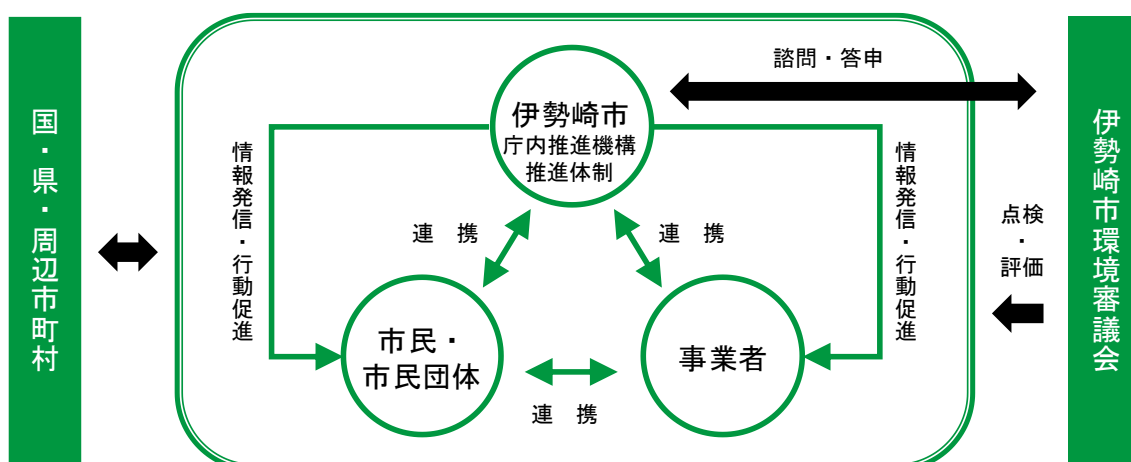 国・県・周辺市町村
諮問・答申
伊勢崎市
庁内推進機構
推進体制
情報発信・行動促進
情報発信・行動促進
連　携
連　携
点検
・
評価
伊勢崎市環境審議会
市民・
市民団体
事業者
連　携